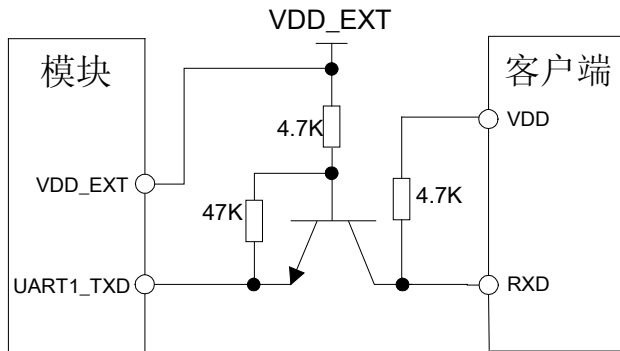 VDD_EXT
模块
客户端
4.7K
VDD
VDD_EXT
47K
4.7K
UART1_TXD
RXD